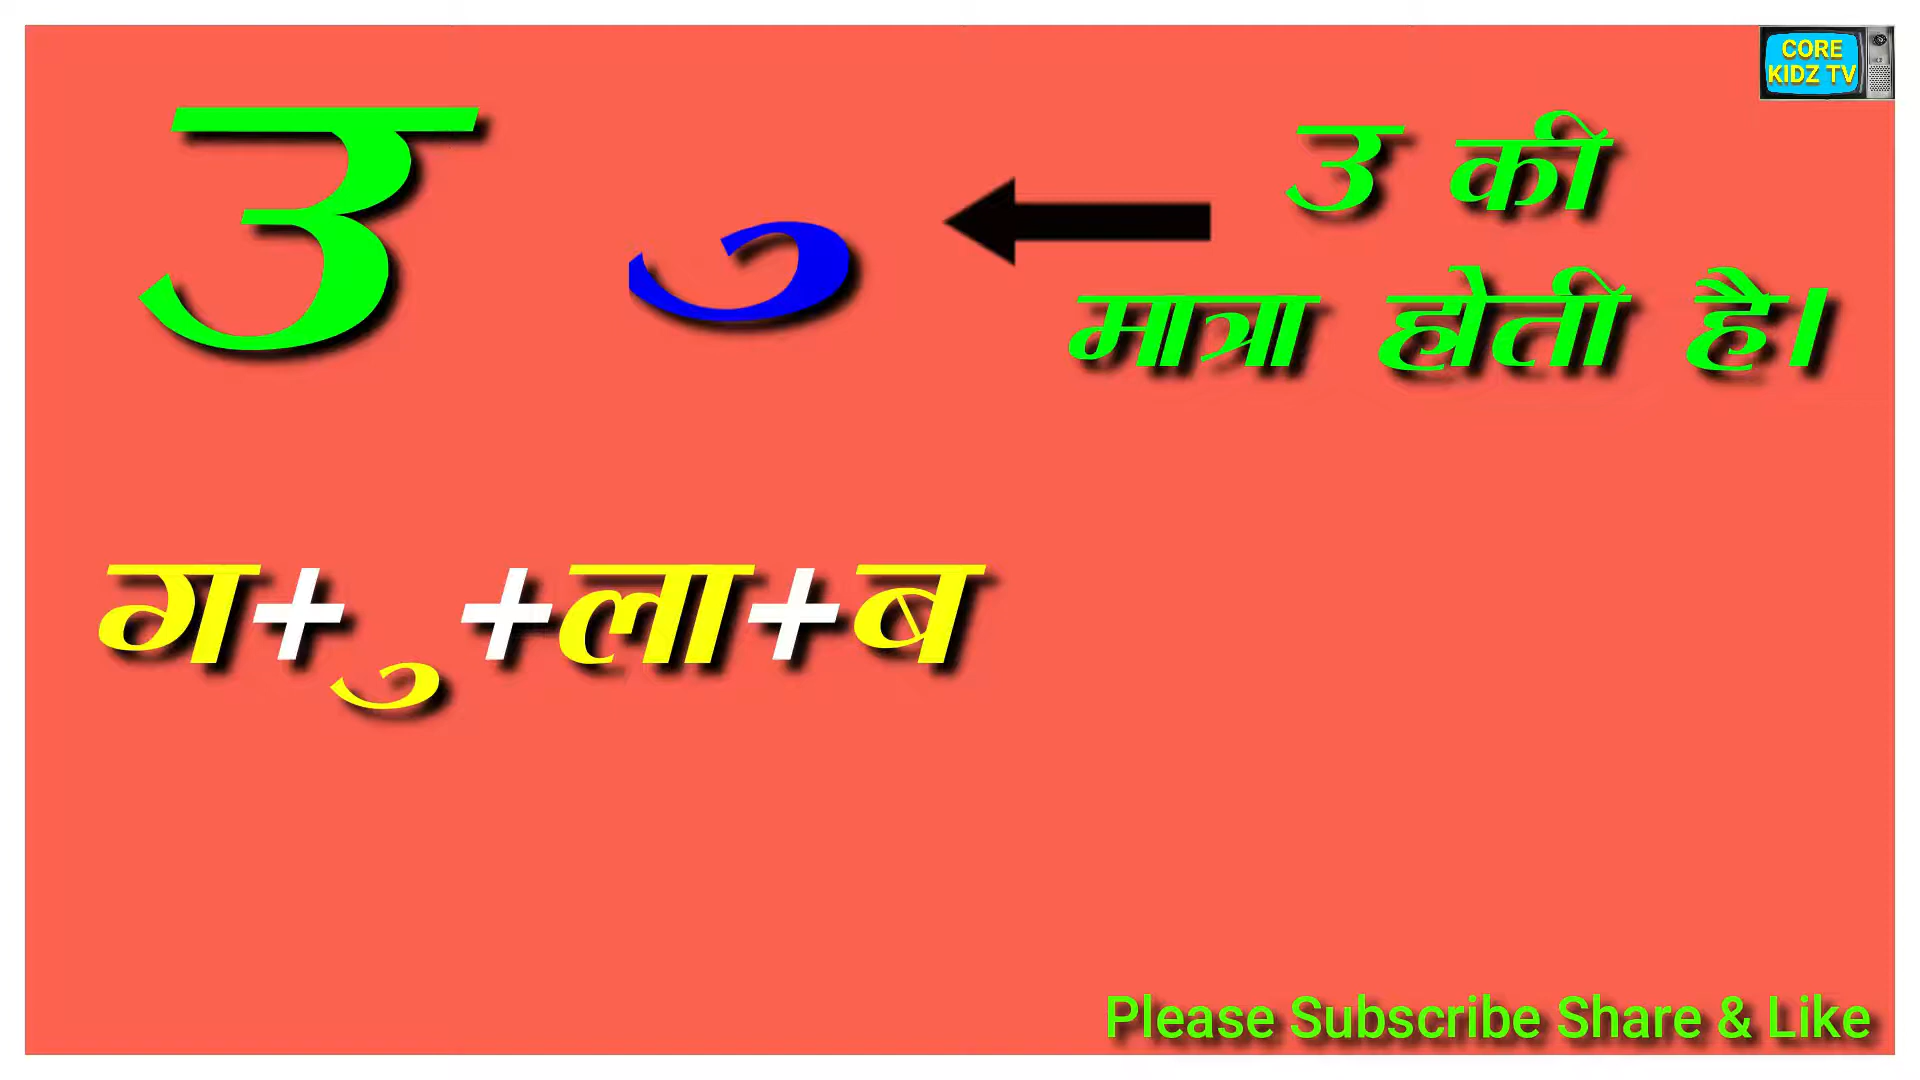 CORE
KIDZ TV
उ ु उ की
मात्रा होती है।
ग+ु+ला+ब
Please Subscribe Share & Like